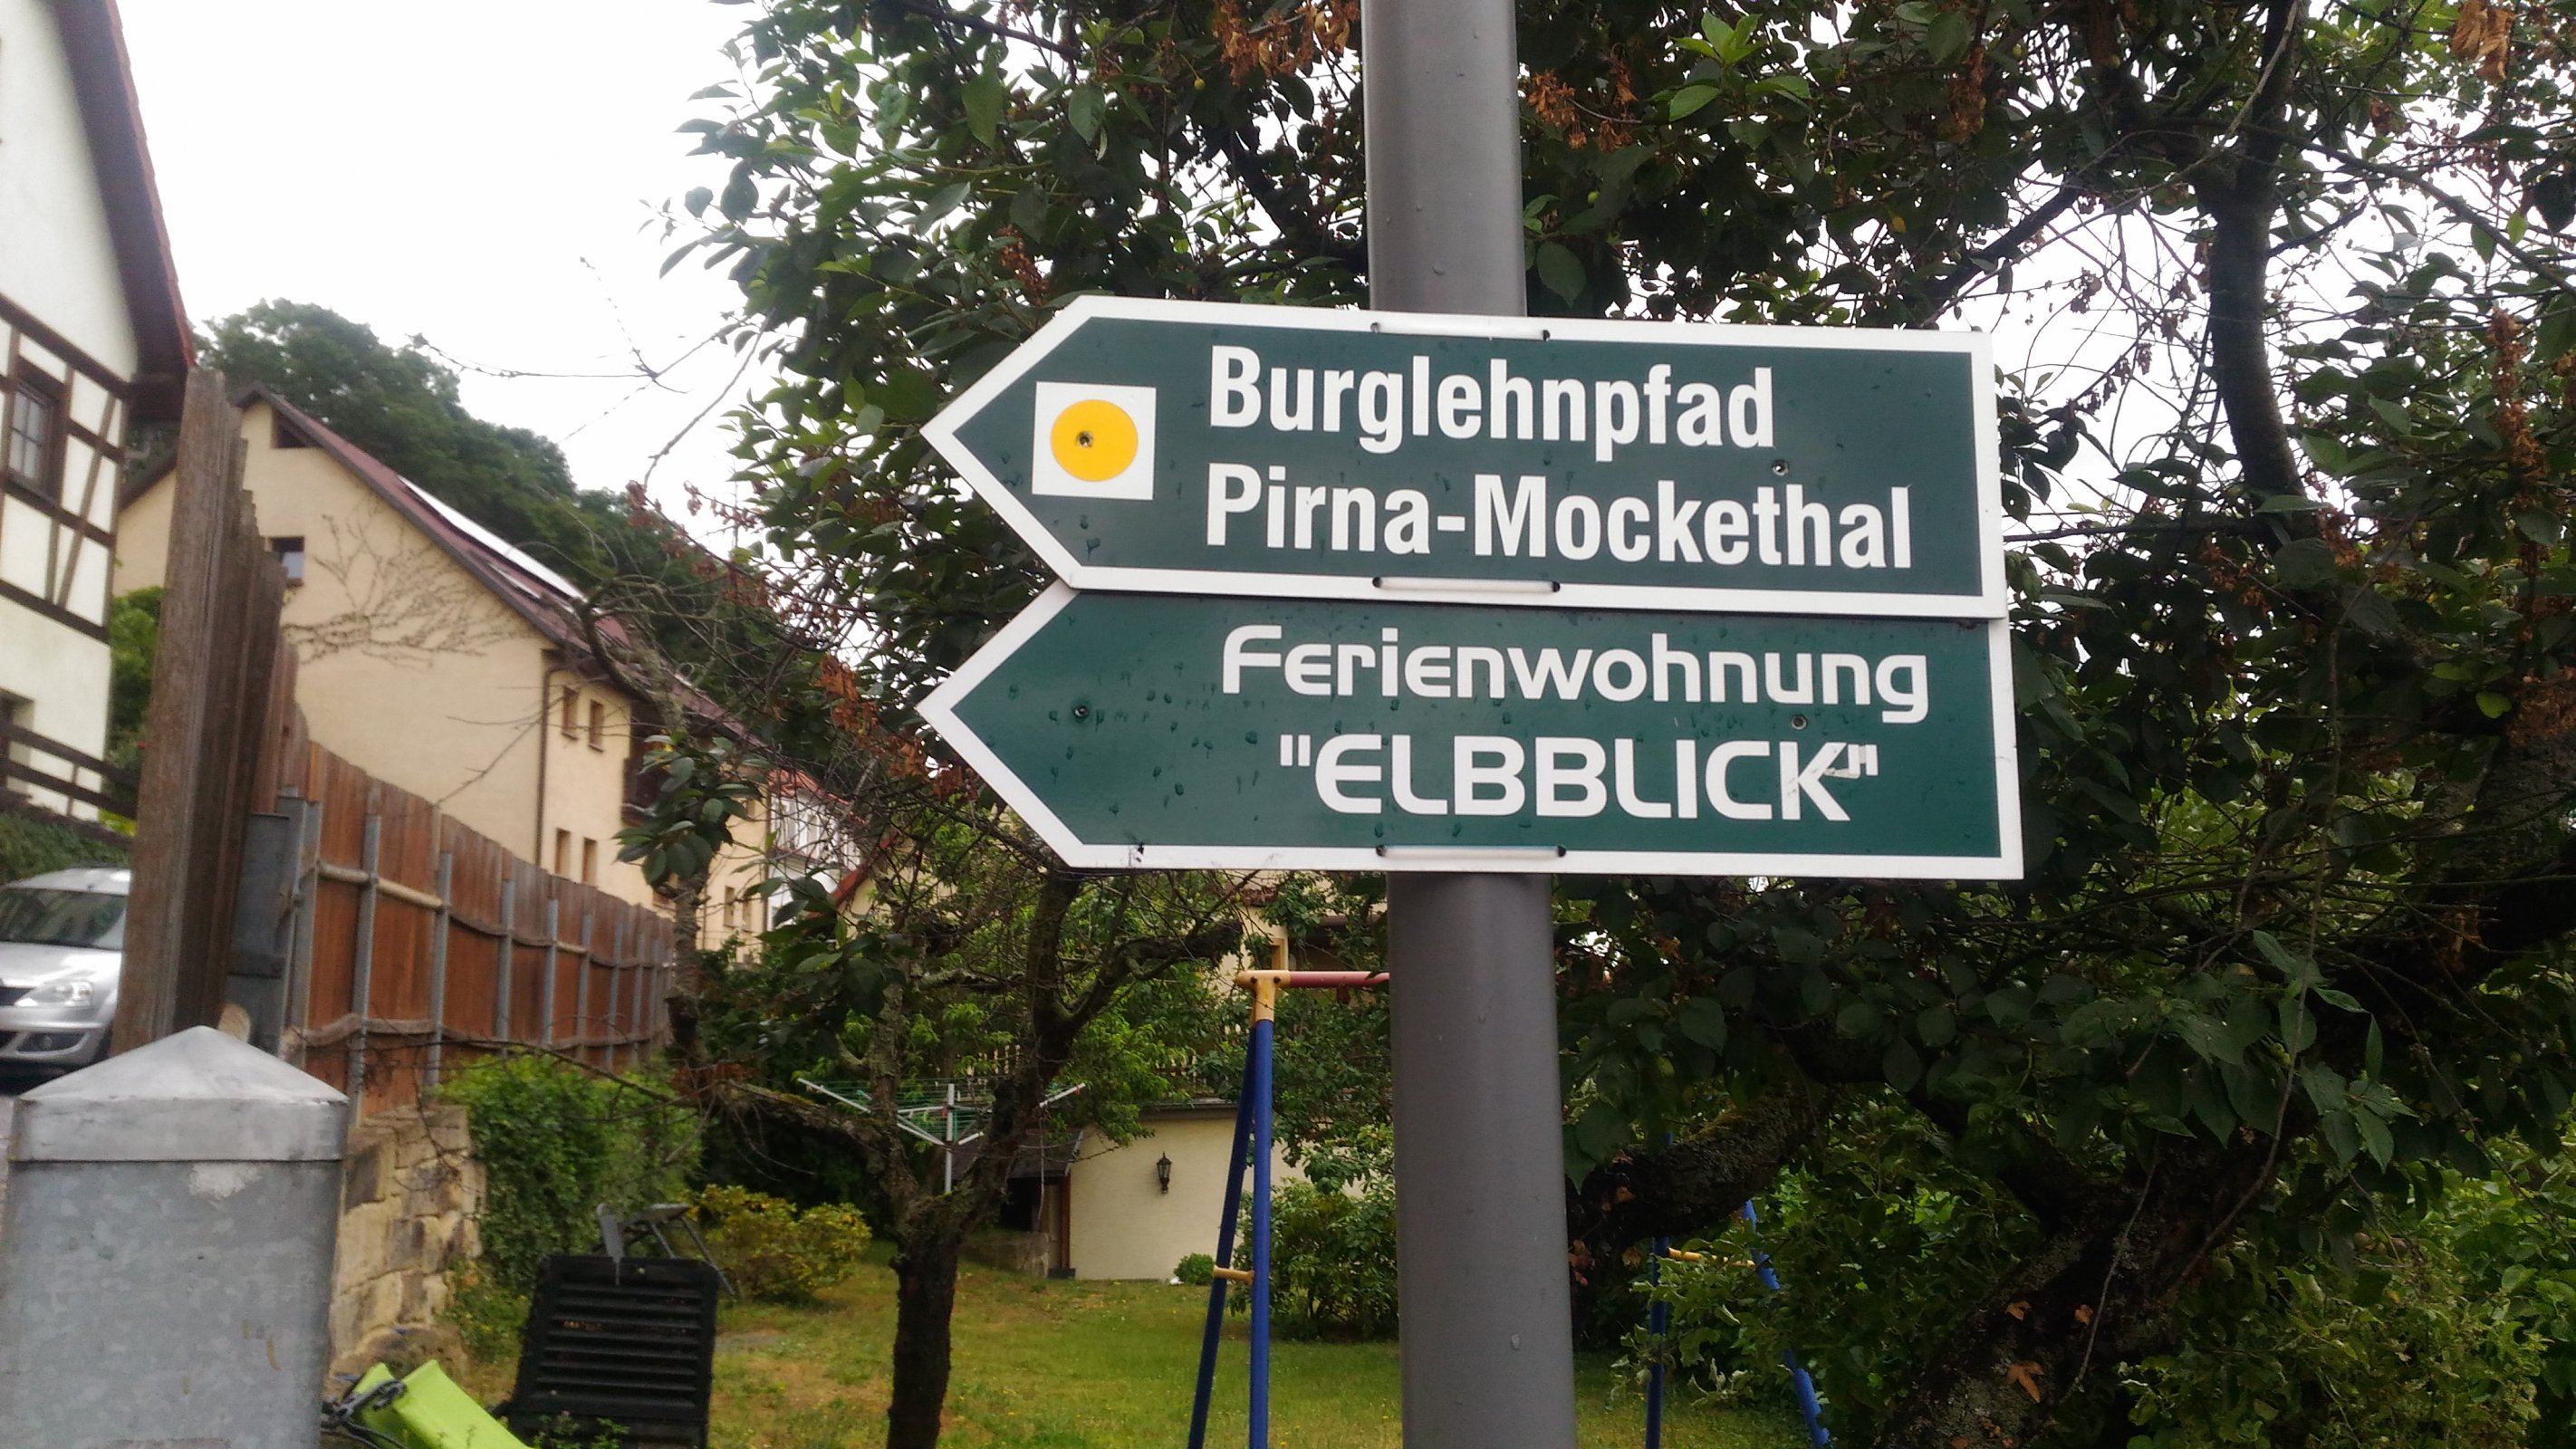 Burglehnpfad
Pirna-Mockethal
Ferienwohnung
"ELBBLICK"